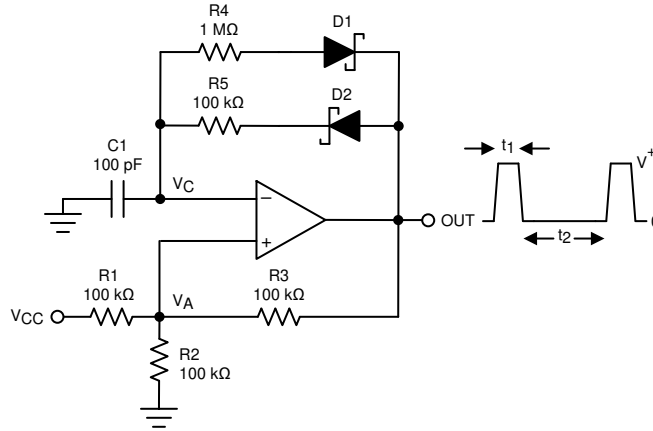 R4
1 MΩ
D1
R5
100 kΩ
D2
C1
100 pF
VC
−
+
OUT
t1
V+
0
t2
R1
100 kΩ
VCC
VA
R3
100 kΩ
R2
100 kΩ